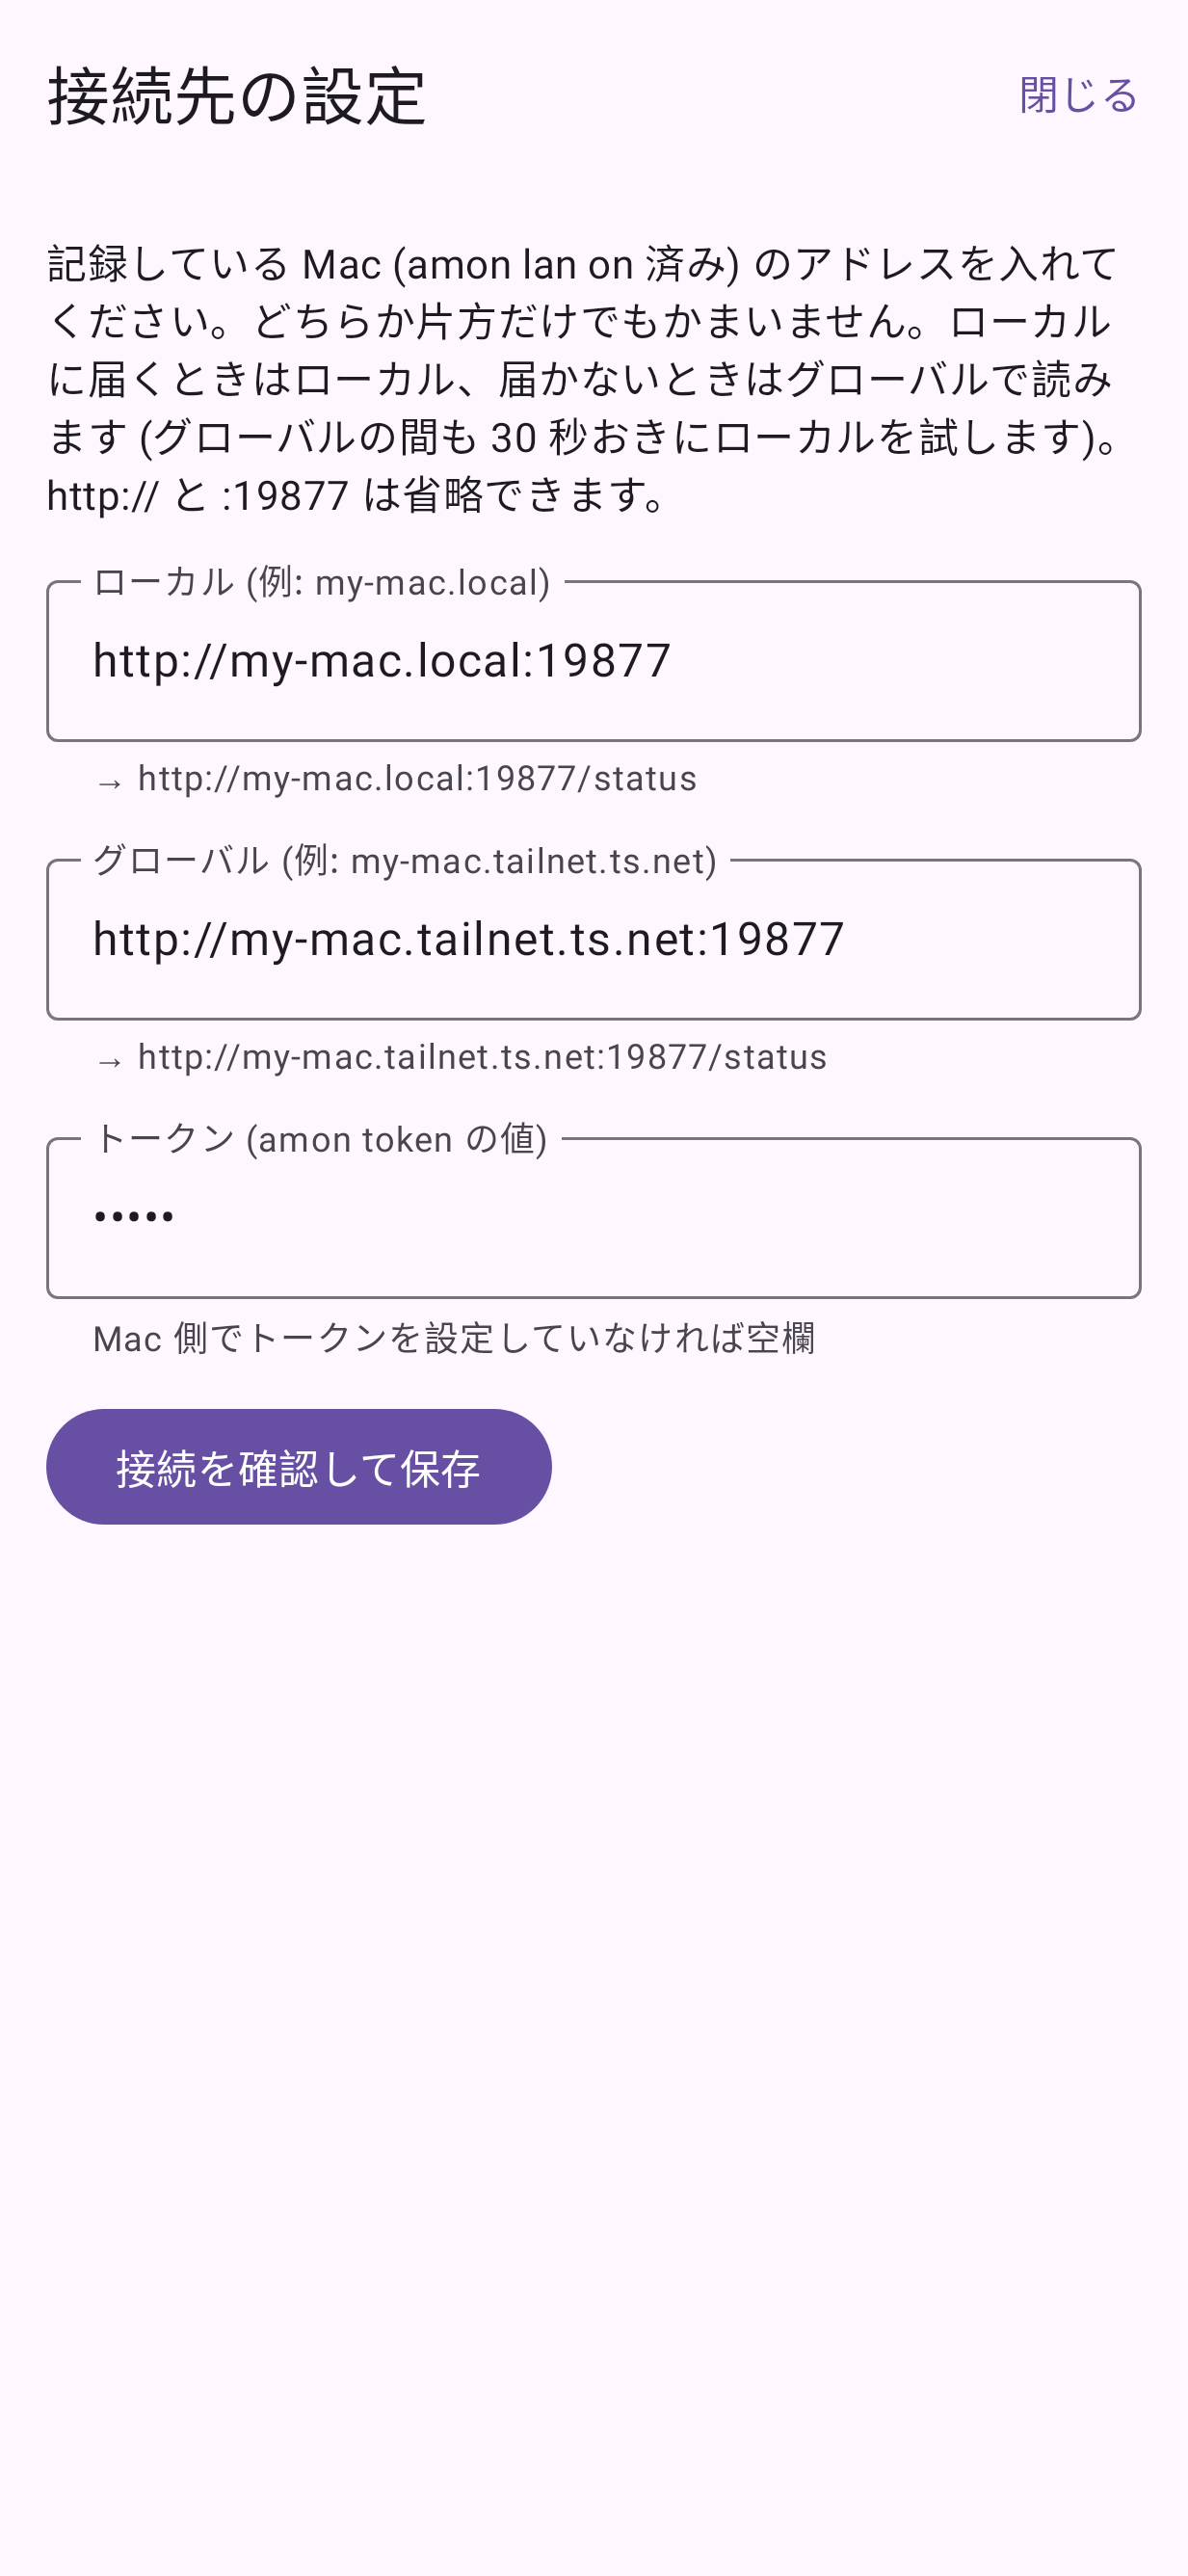 接続先の設定
閉じる
記録している Mac (amon lan on 済み) のアドレスを入れて
ください。どちらか片方だけでもかまいません。ローカル
に届くときはローカル、届かないときはグローバルで読み
ます (グローバルの間も 30 秒おきにローカルを試します)。
http:// と :19877 は省略できます。
ローカル (例: my-mac.local)
http://my-mac.local:19877
→ http://my-mac.local:19877/status
グローバル (例: my-mac.tailnet.ts.net)
http://my-mac.tailnet.ts.net:19877
→ http://my-mac.tailnet.ts.net:19877/status
トークン (amon token の値)
•••••
Mac 側でトークンを設定していなければ空欄
接続を確認して保存